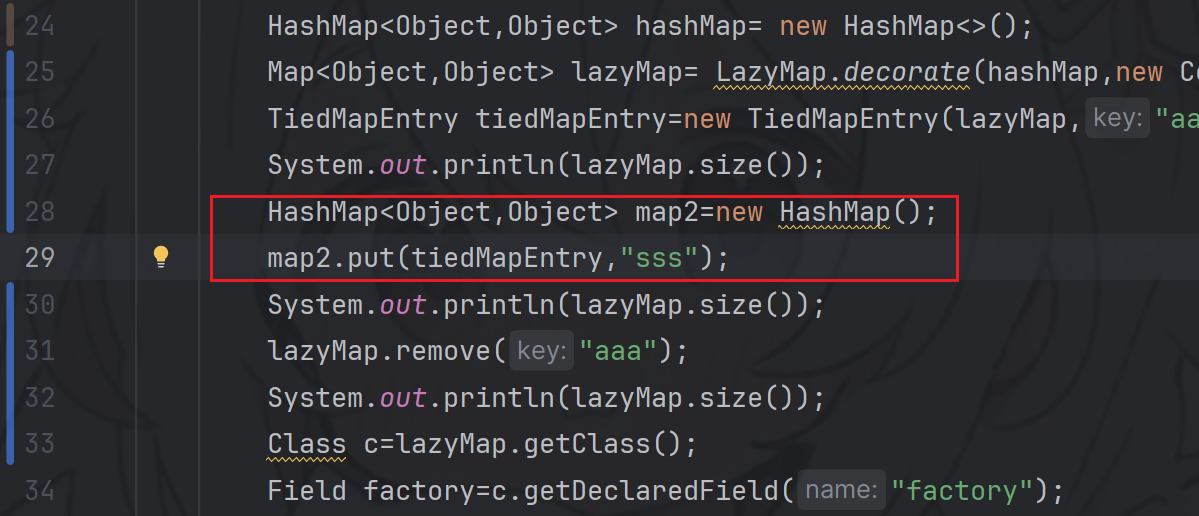 24 HashMap<Object,Object> hashMap= new HashMap<>();
25 Map<Object,Object> lazyMap= LazyMap.decorate(hashMap,new
26 TiedMapEntry tiedMapEntry=new TiedMapEntry(lazyMap, key: "aa
27 System.out.println(lazyMap.size());
28 HashMap<Object,Object> map2=new HashMap();
29 map2.put(tiedMapEntry,"sss");
30 System.out.println(lazyMap.size());
31 lazyMap.remove( key: "aaa");
32 System.out.println(lazyMap.size());
33 Class c=lazyMap.getClass();
34 Field factory=c.getDeclaredField( name: "factory");